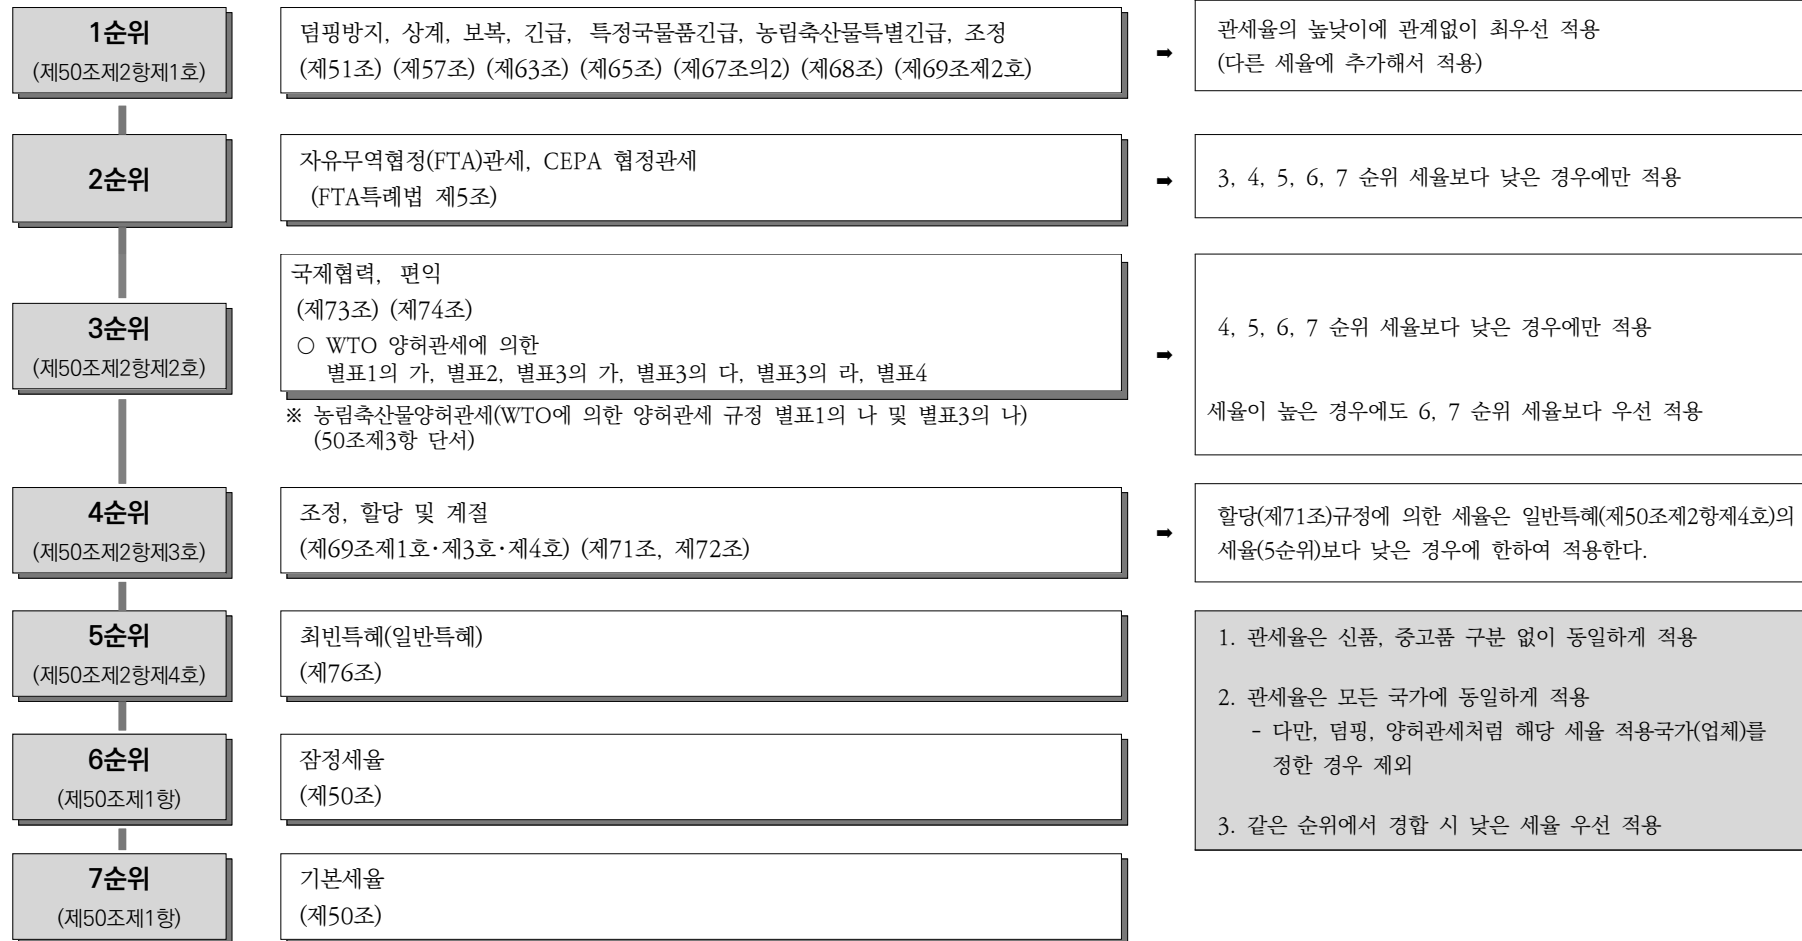 1순위
(제50조제2항제1호)
덤핑방지, 상계, 보복, 긴급, 특정국물품긴급, 농림축산물특별긴급, 조정
(제51조) (제57조) (제63조) (제65조) (제67조의2) (제68조) (제69조제2호)
➡
관세율의 높낮이에 관계없이 최우선 적용
(다른 세율에 추가해서 적용)
2순위
자유무역협정(FTA)관세, CEPA 협정관세
(FTA특례법 제5조)
➡
3, 4, 5, 6, 7 순위 세율보다 낮은 경우에만 적용
3순위
(제50조제2항제2호)
국제협력, 편익
(제73조) (제74조)
○ WTO 양허관세에 의한
별표1의 가, 별표2, 별표3의 가, 별표3의 다, 별표3의 라, 별표4
※ 농림축산물양허관세(WTO에 의한 양허관세 규정 별표1의 나 및 별표3의 나)
(50조제3항 단서)
➡
4, 5, 6, 7 순위 세율보다 낮은 경우에만 적용
세율이 높은 경우에도 6, 7 순위 세율보다 우선 적용
4순위
(제50조제2항제3호)
조정, 할당 및 계절
(제69조제1호·제3호·제4호) (제71조, 제72조)
➡
할당(제71조)규정에 의한 세율은 일반특혜(제50조제2항제4호)의
세율(5순위)보다 낮은 경우에 한하여 적용한다.
5순위
(제50조제2항제4호)
최빈특혜(일반특혜)
(제76조)
6순위
(제50조제1항)
잠정세율
(제50조)
7순위
(제50조제1항)
기본세율
(제50조)
1. 관세율은 신품, 중고품 구분 없이 동일하게 적용
2. 관세율은 모든 국가에 동일하게 적용
- 다만, 덤핑, 양허관세처럼 해당 세율 적용국가(업체)를
정한 경우 제외
3. 같은 순위에서 경합 시 낮은 세율 우선 적용